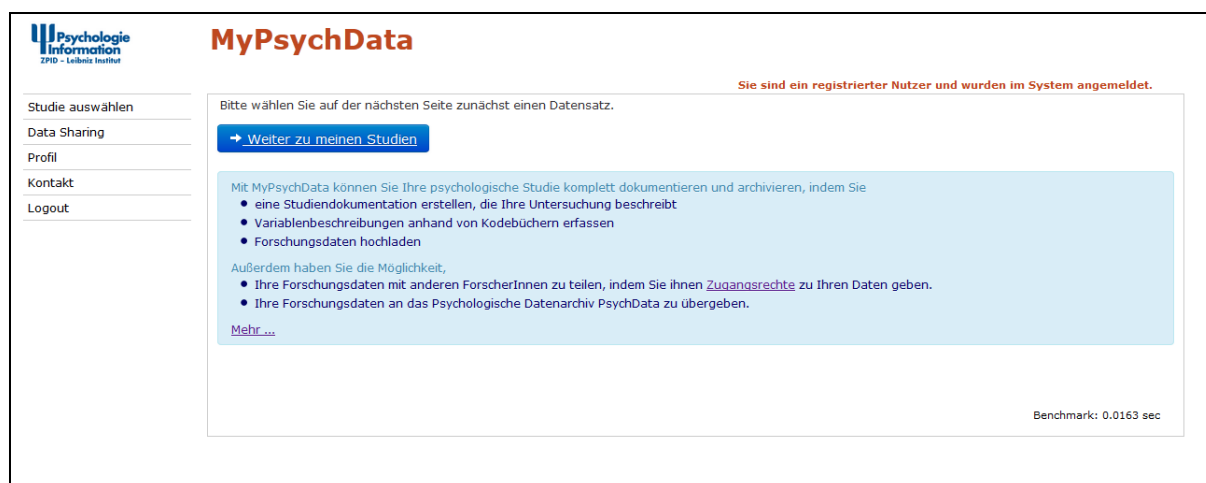 Psychologie
Information
ZPID - Leibniz Institut
MyPsychData
Sie sind ein registrierter Nutzer und wurden im System angemeldet.
Studie auswählen
Data Sharing
Profil
Kontakt
Logout
Bitte wählen Sie auf der nächsten Seite zunächst einen Datensatz.
Weiter zu meinen Studien
Mit MyPsychData können Sie Ihre psychologische Studie komplett dokumentieren und archivieren, indem Sie
eine Studiendokumentation erstellen, die Ihre Untersuchung beschreibt
Variablenbeschreibungen anhand von Kodebüchern erfassen
Forschungsdaten hochladen
Außerdem haben Sie die Möglichkeit,
Ihre Forschungsdaten mit anderen ForscherInnen zu teilen, indem Sie ihnen Zugangsrechte zu Ihren Daten geben.
Ihre Forschungsdaten an das Psychologische Datenarchiv PsychData zu übergeben.
Mehr ...
Benchmark: 0.0163 sec